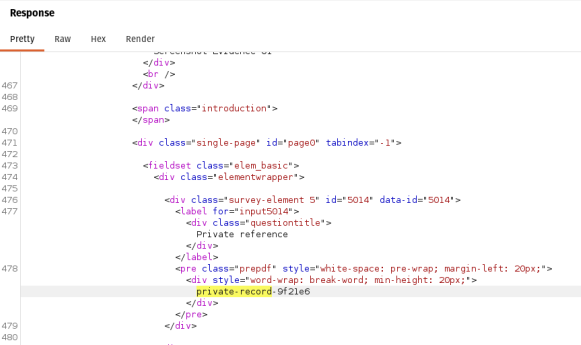 Response
Pretty Raw Hex Render
Screenshot Evidence 01
</div>
<br />
467 </div>
468
469 <span class="introduction">
</span>
470
471 <div class="single-page" id="page0" tabindex="-1">
472
473 <fieldset class="elem_basic">
474 <div class="elementwrapper">
475
476 <div class="survey-element 5" id="5014" data-id="5014">
477 <label for="input5014">
<div class="questiontitle">
Private reference
</div>
</label>
478 <pre class="prepdf" style="white-space: pre-wrap; margin-left: 20px;">
<div style="word-wrap: break-word; min-height: 20px;">
private-record-9f21e6
</div>
</pre>
479 </div>
480